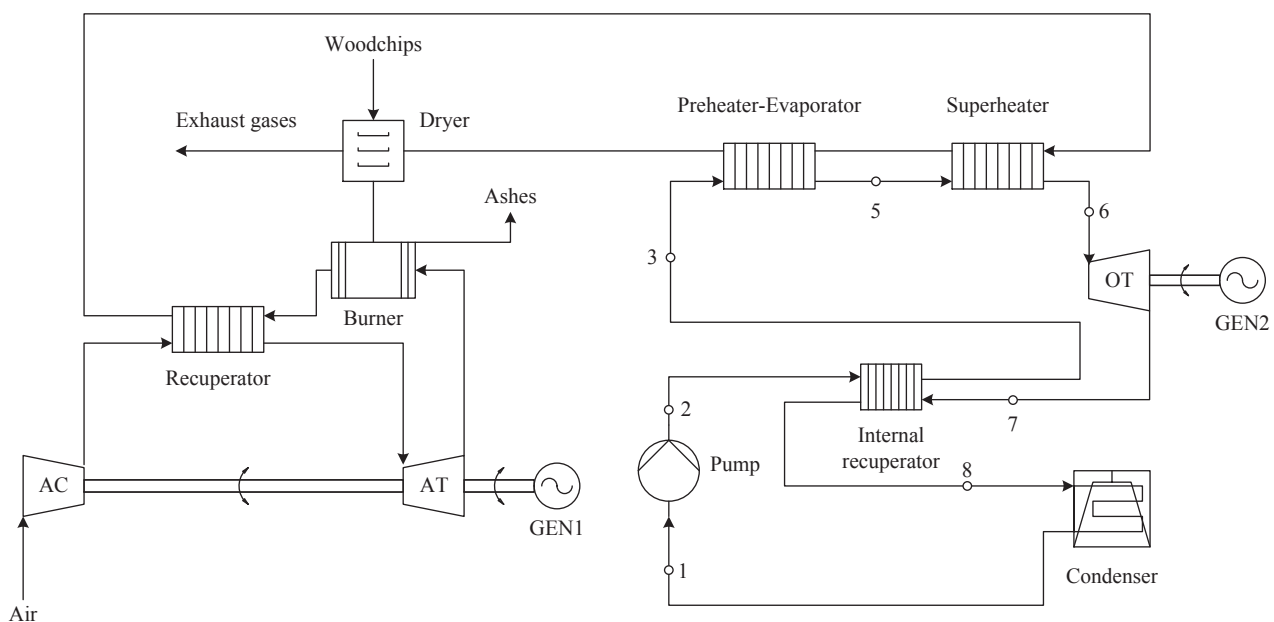 Woodchips
Exhaust gases
Dryer
Preheater-Evaporator
Superheater
Ashes
5
6
3
OT
Burner
GEN2
Recuperator
2
7
Internal
recuperator
Pump
8
AC
AT
GEN1
1
Condenser
Air